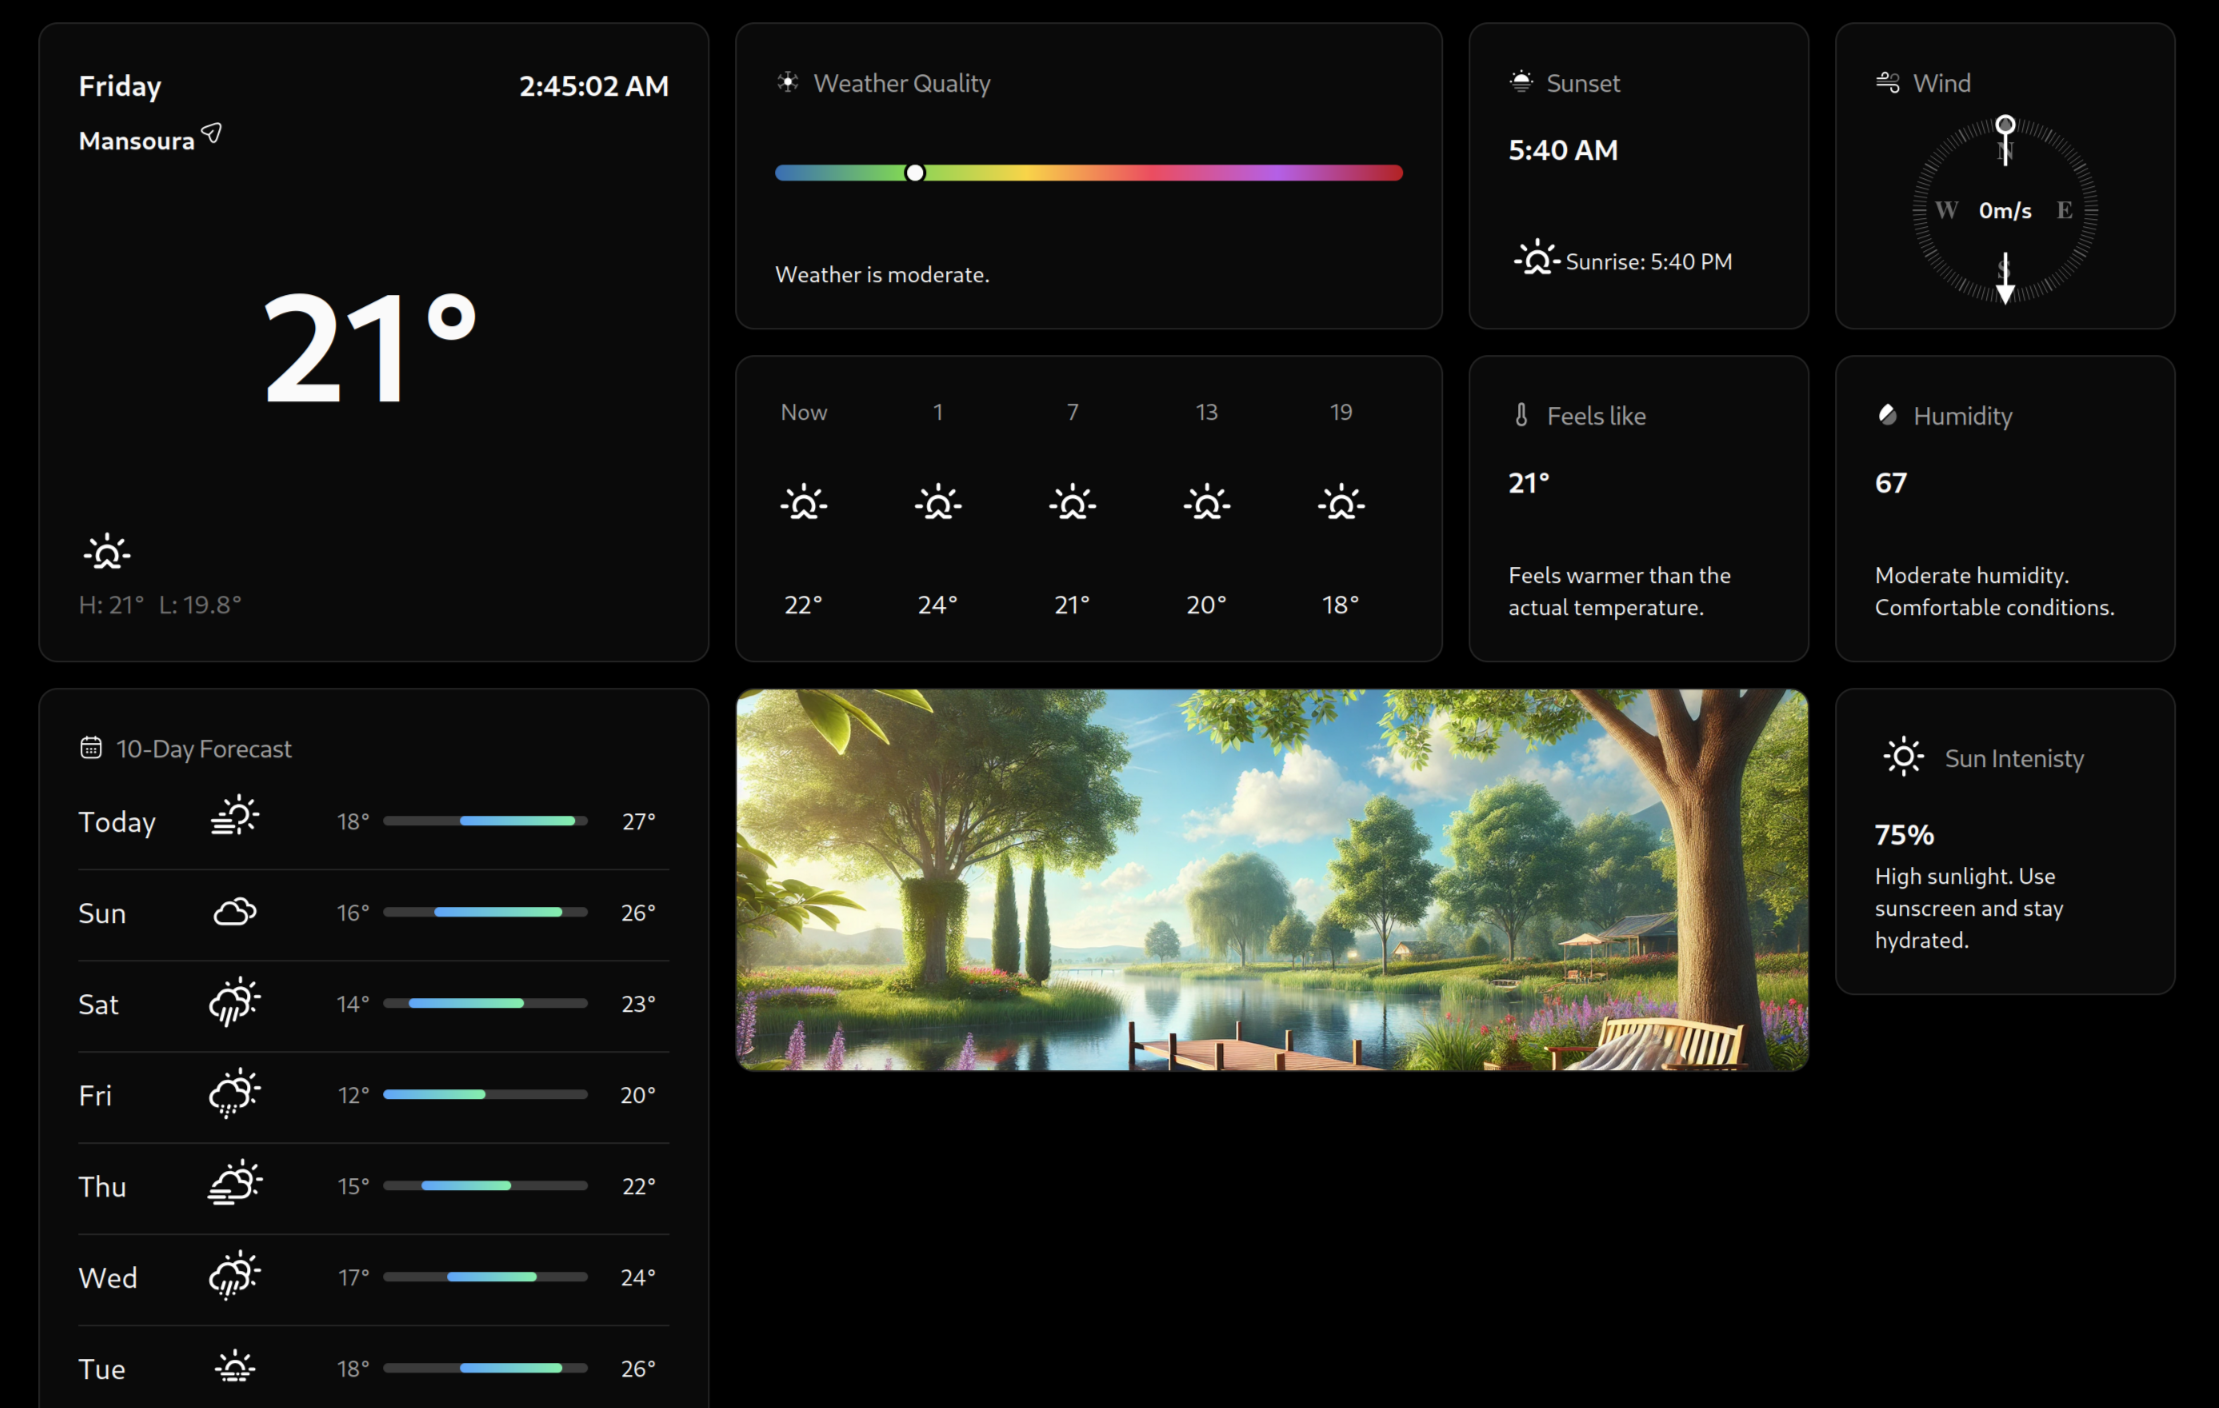 Friday
2:45:02 AM
Mansoura
21°
H: 21° L: 19.8°
Weather Quality
Weather is moderate.
Sunset
5:40 AM
Sunrise: 5:40 PM
Wind
N
W 0m/s E
S
Now 1 7 13 19
22° 24° 21° 20° 18°
Feels like
21°
Feels warmer than the
actual temperature.
Humidity
67
Moderate humidity.
Comfortable conditions.
10-Day Forecast
Today 18° 27°
Sun 16° 26°
Sat 14° 23°
Fri 12° 20°
Thu 15° 22°
Wed 17° 24°
Tue 18° 26°
Sun Intenisty
75%
High sunlight. Use
sunscreen and stay
hydrated.